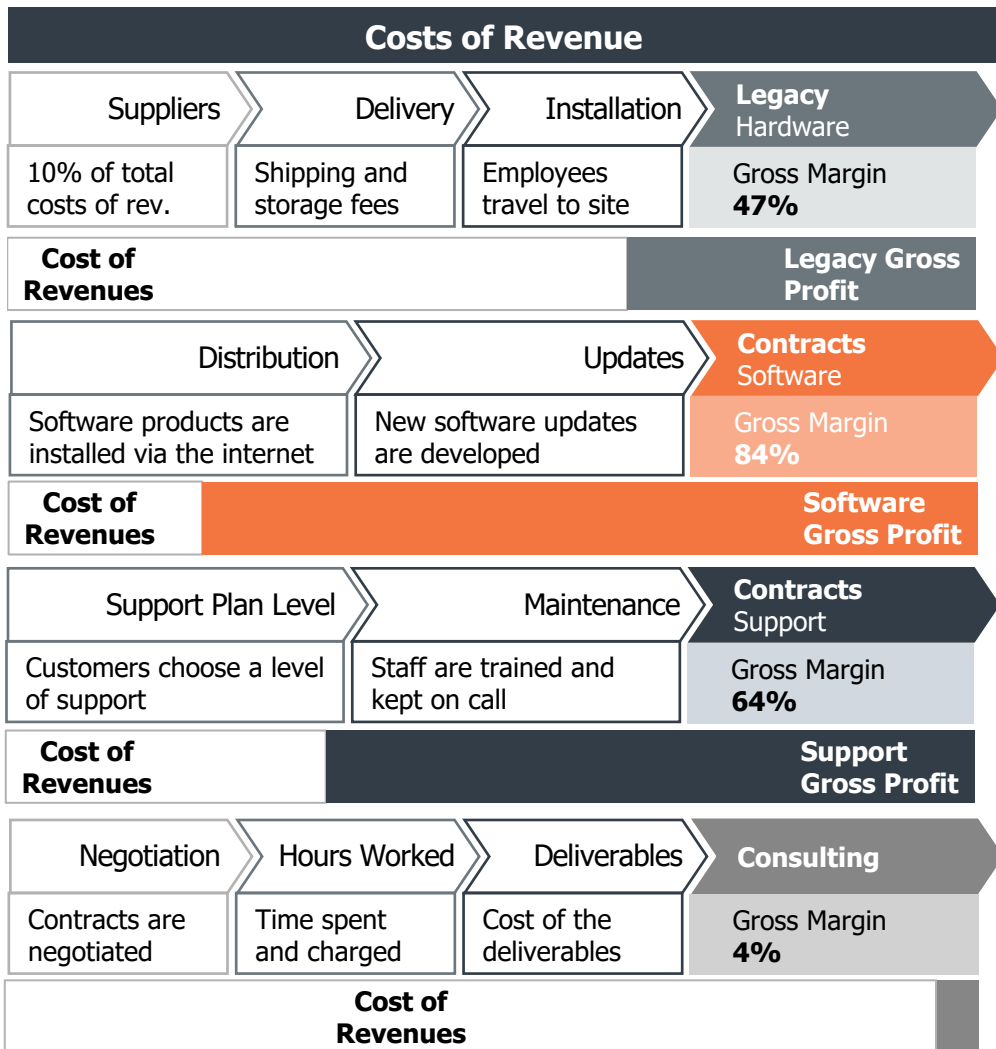 Costs of Revenue
Suppliers
Delivery
Installation
Legacy
Hardware
10% of total
costs of rev.
Shipping and
storage fees
Employees
travel to site
Gross Margin
47%
Cost of
Revenues
Legacy Gross
Profit
Distribution
Updates
Contracts
Software
Software products are
installed via the internet
New software updates
are developed
Gross Margin
84%
Cost of
Revenues
Software
Gross Profit
Support Plan Level
Maintenance
Contracts
Support
Customers choose a level
of support
Staff are trained and
kept on call
Gross Margin
64%
Cost of
Revenues
Support
Gross Profit
Negotiation
Hours Worked
Deliverables
Consulting
Contracts are
negotiated
Time spent
and charged
Cost of the
deliverables
Gross Margin
4%
Cost of
Revenues